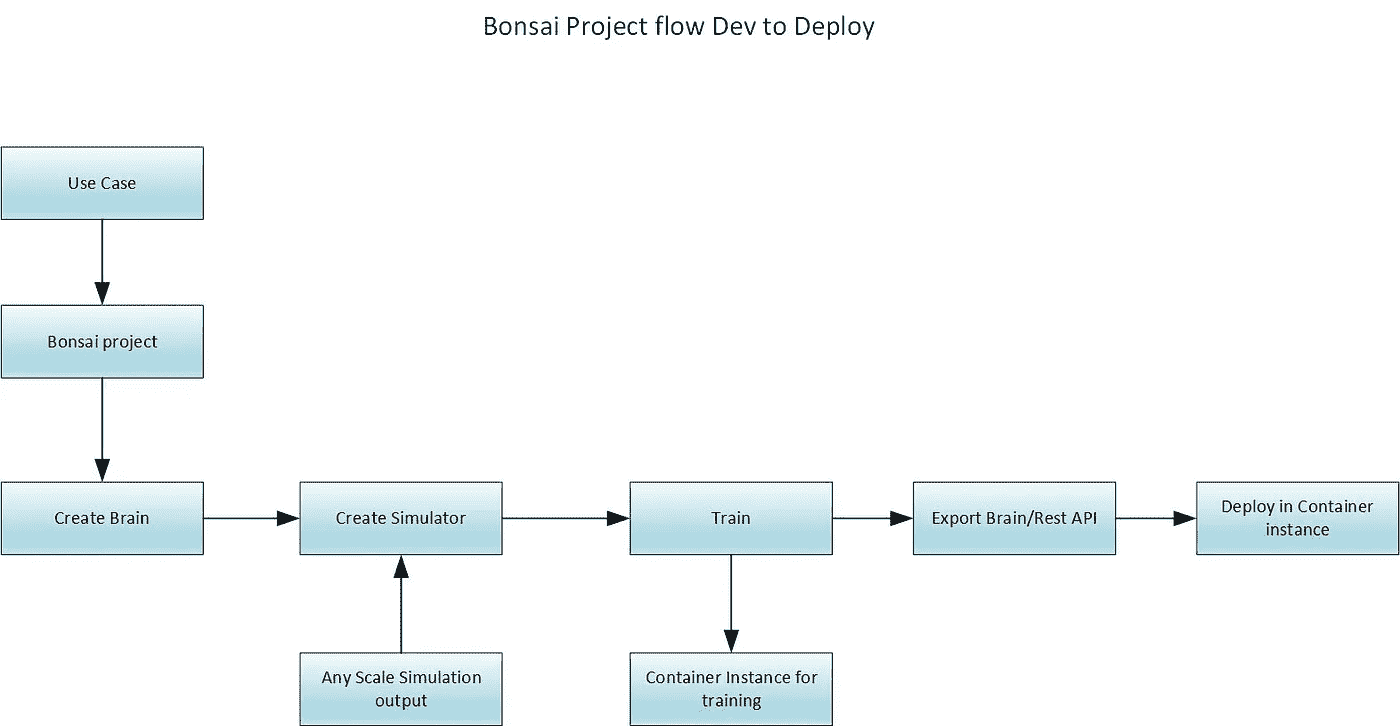 Bonsai Project flow Dev to Deploy
Use Case
Bonsai project
Create Brain
Create Simulator
Train
Export Brain/Rest API
Deploy in Container
instance
Any Scale Simulation
output
Container Instance for
training